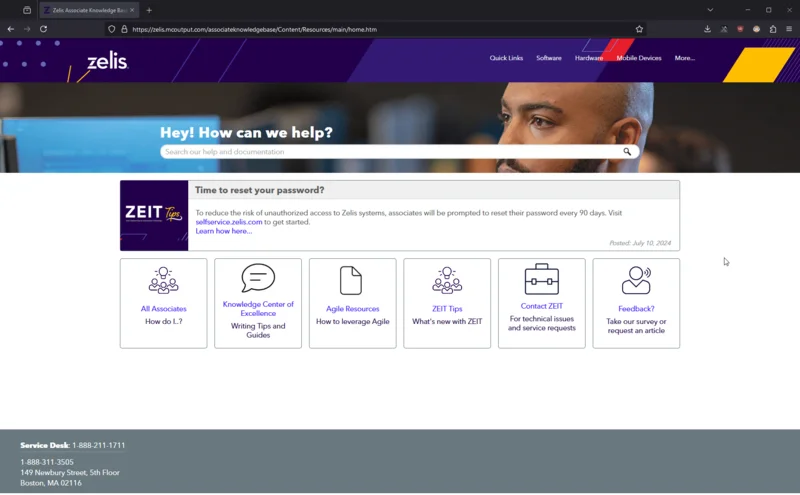 Zelis Associate Knowledge Bas
https://zelis.mcoutput.com/associateknowledgebase/Content/Resources/main/home.htm
zelis
Quick Links Software Hardware Mobile Devices More...
Hey! How can we help?
Search our help and documentation
ZEIT Tips
Time to reset your password?
To reduce the risk of unauthorized access to Zelis systems, associates will be prompted to reset their password every 90 days. Visit
selfservice.zelis.com to get started.
Learn how here...
Posted: July 10, 2024
All Associates
How do I..?
Knowledge Center of
Excellence
Writing Tips and
Guides
Agile Resources
How to leverage Agile
ZEIT Tips
What's new with ZEIT
Contact ZEIT
For technical issues
and service requests
Feedback?
Take our survey or
request an article
Service Desk: 1-888-211-1711
1-888-311-3505
149 Newbury Street, 5th Floor
Boston, MA 02116